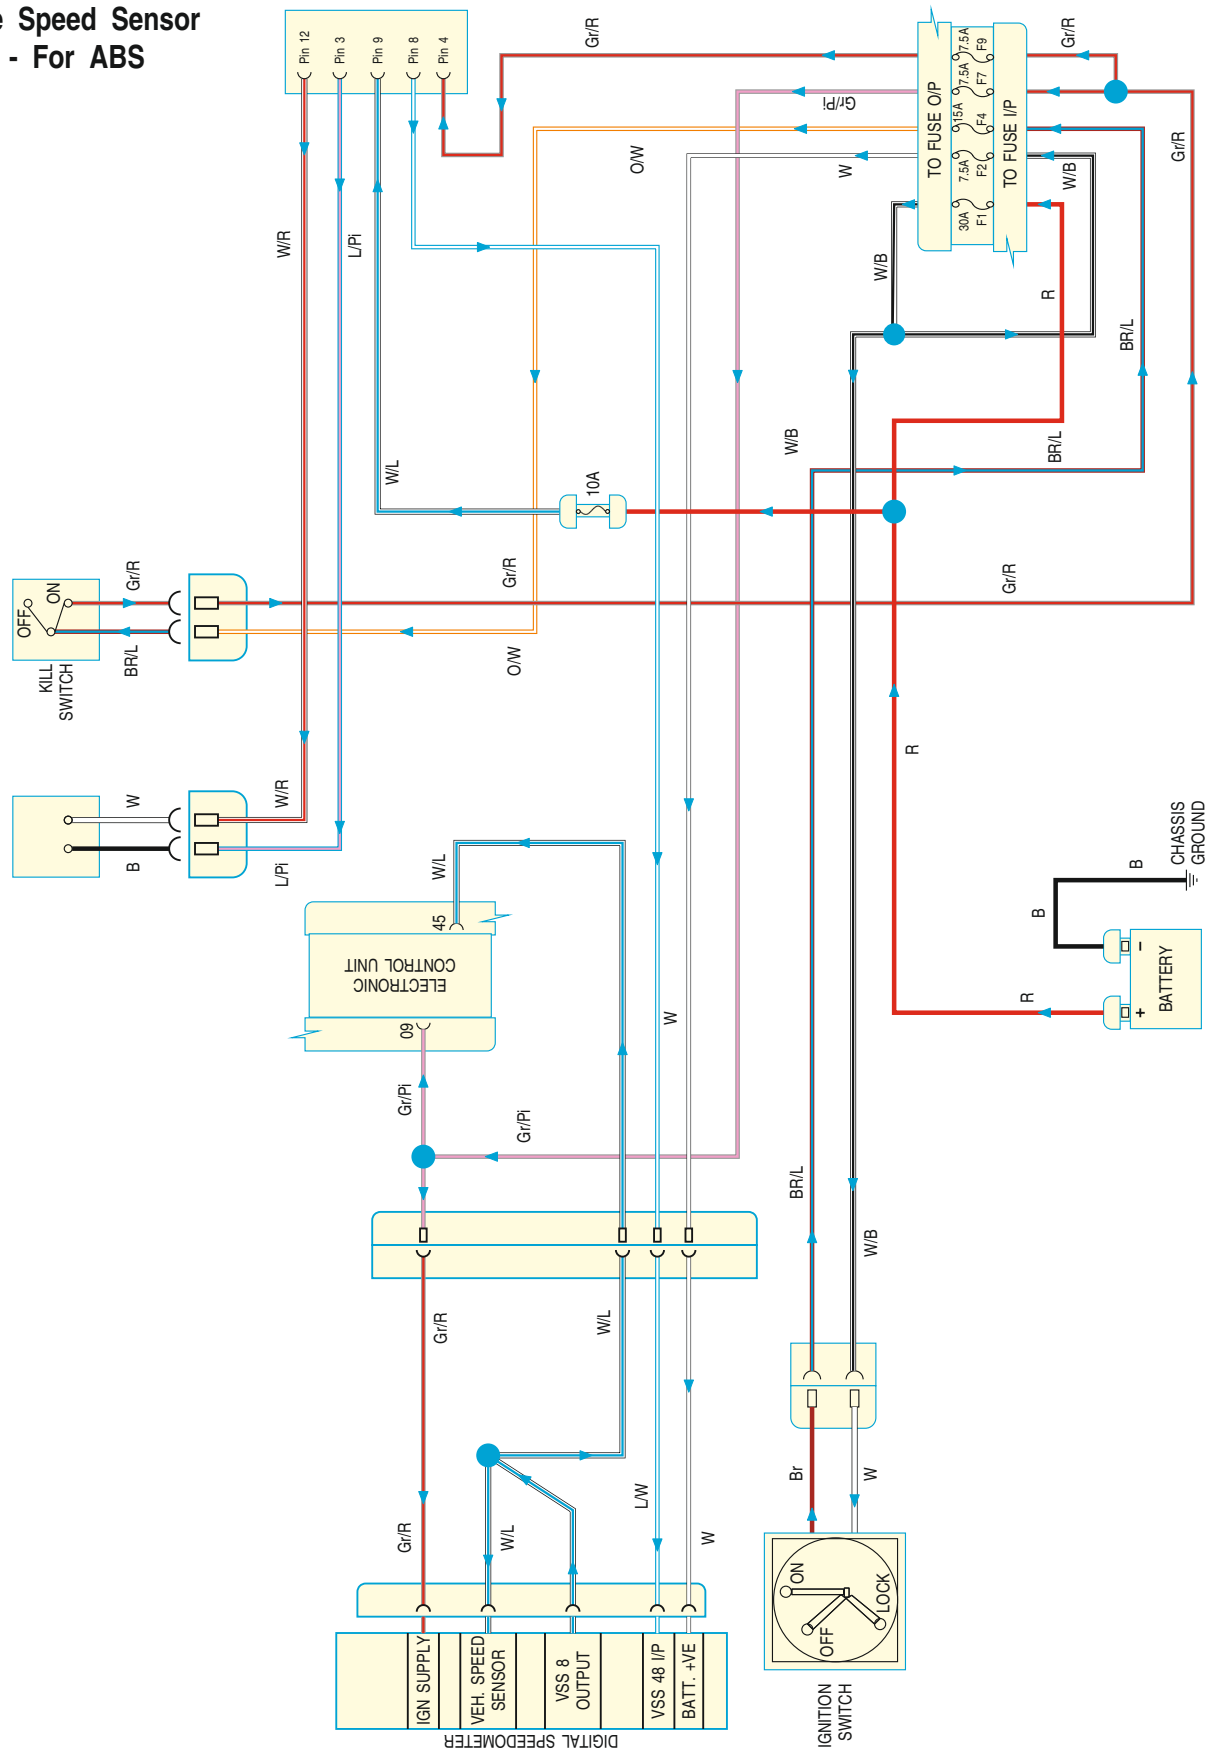 e Speed Sensor
- For ABS
Pin 12
Pin 3
Pin 9
Pin 8
Pin 4
Gr/R
Gr/Pi
O/W
W
TO FUSE O/P
7.5A
F9
7.5A
F7
15A
F4
7.5A
F2
30A
F1
TO FUSE I/P
Gr/R
W/B
Gr/R
W/R
L/Pi
W/B
R
BR/L
W/B
BR/L
W/L
10A
OFF
ON
KILL
SWITCH
Gr/R
BR/L
Gr/R
O/W
Gr/R
R
W
B
W/R
L/Pi
W/L
45
ELECTRONIC
CONTROL UNIT
09
Gr/Pi
Gr/Pi
W
B
B
CHASSIS
GROUND
R
+
-
BATTERY
BR/L
W/B
Gr/R
W/L
Br
W
Gr/R
W/L
L/W
W
IGN SUPPLY
VEH. SPEED
SENSOR
VSS 8
OUTPUT
VSS 48 I/P
BATT. +VE
DIGITAL SPEEDOMETER
ON
OFF
LOCK
IGNITION
SWITCH